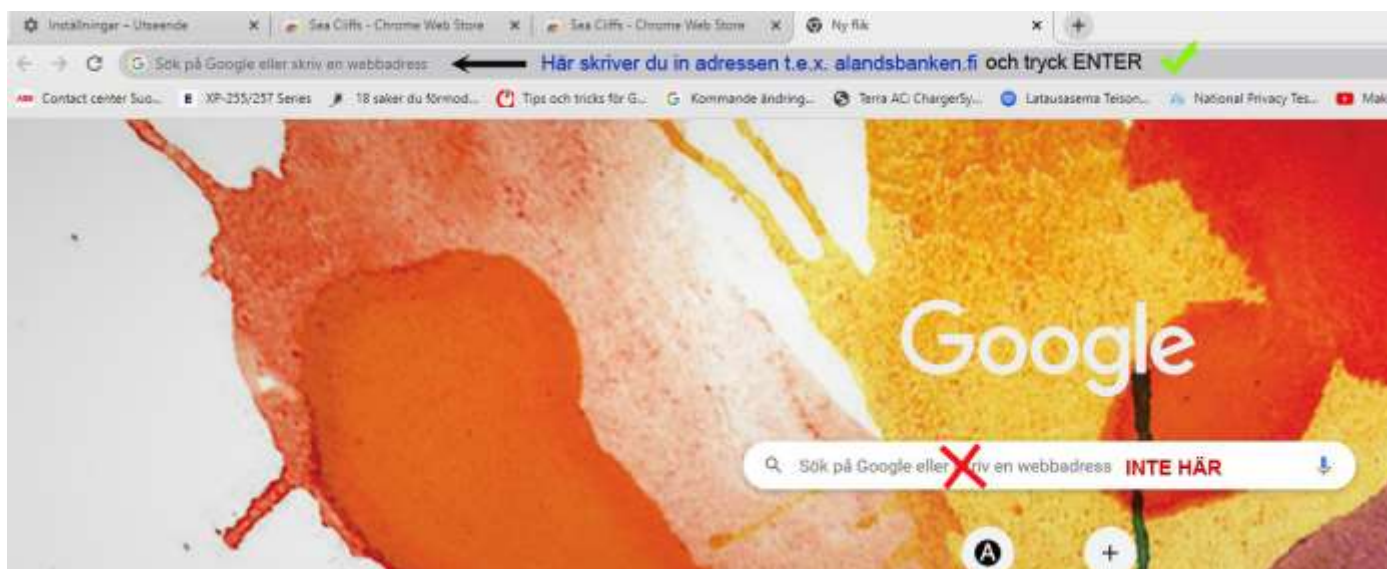 Inställningar – Utseende Sea Cliffs - Chrome Web Store Sea Cliffs - Chrome Web Store Ny flik
Sök på Google eller skriv en webbadress Här skriver du in adressen t.e.x. alandsbanken.fi och tryck ENTER
ABB Contact center Suo... E XP-255/257 Series 18 saker du förmod... Tips och tricks för G... Kommande ändring... Terra AC ChargerSy... Latausasema Teison... National Privacy Tes... Mak
Google
Sök på Google eller skriv en webbadress INTE HÄR
A